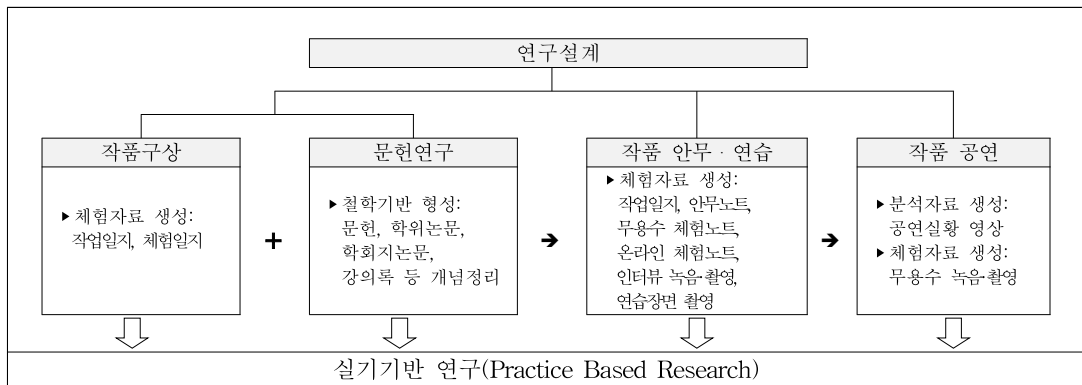 연구설계
작품구상
▶ 체험자료 생성:
작업일지, 체험일지
+
문헌연구
▶ 철학기반 형성:
문헌, 학위논문,
학회지논문,
강의록 등 개념정리
➔
작품 안무 · 연습
▶ 체험자료 생성:
작업일지, 안무노트,
무용수 체험노트,
온라인 체험노트,
인터뷰 녹음·촬영,
연습장면 촬영
➔
작품 공연
▶ 분석자료 생성:
공연실황 영상
▶ 체험자료 생성:
무용수 녹음·촬영
실기기반 연구(Practice Based Research)